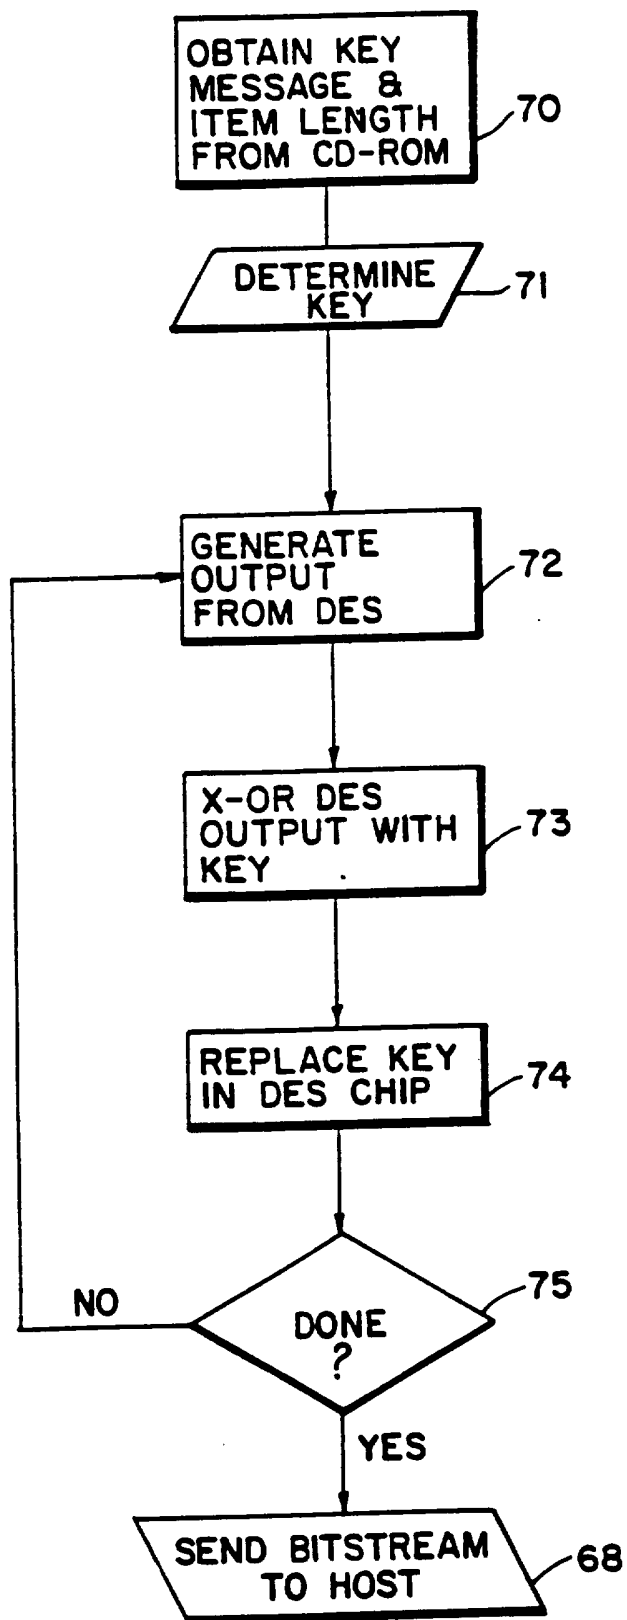 OBTAIN KEY
MESSAGE &
ITEM LENGTH
FROM CD-ROM
70
DETERMINE
KEY
71
GENERATE
OUTPUT
FROM DES
72
X-OR DES
OUTPUT WITH
KEY
73
REPLACE KEY
IN DES CHIP
74
DONE
?
75
NO
YES
SEND BITSTREAM
TO HOST
68